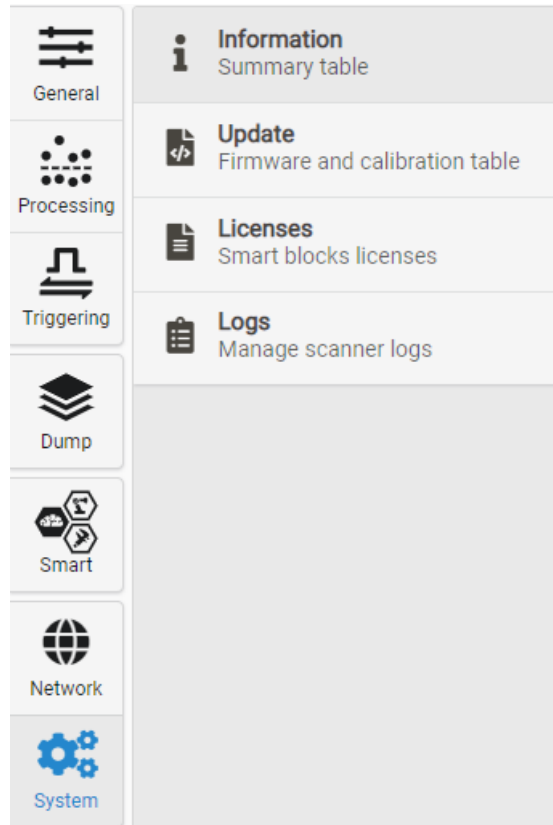 General
Processing
Triggering
Dump
Smart
Network
System
Information
Summary table
Update
Firmware and calibration table
Licenses
Smart blocks licenses
Logs
Manage scanner logs